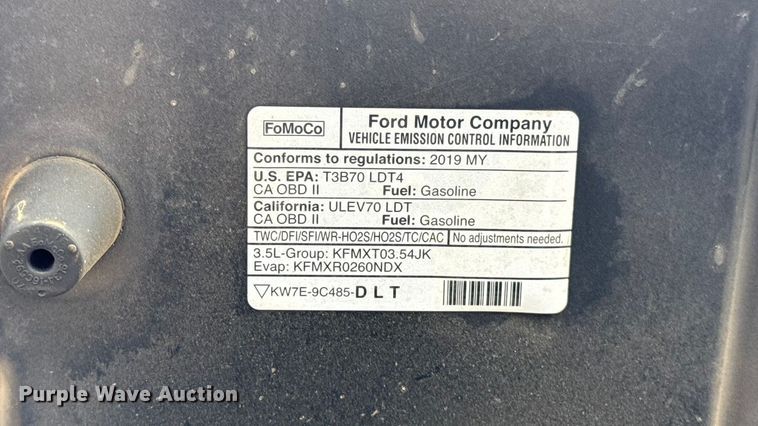 FoMoCo
Ford Motor Company
VEHICLE EMISSION CONTROL INFORMATION
Conforms to regulations: 2019 MY
U.S. EPA: T3B70 LDT4
CA OBD II Fuel: Gasoline
California: ULEV70 LDT
CA OBD II Fuel: Gasoline
TWC/DFI/SFI/WR-HO2S/HO2S/TC/CAC No adjustments needed.
3.5L-Group: KFMXT03.54JK
Evap: KFMXR0260NDX
KW7E-9C485-DLT
Purple Wave Auction